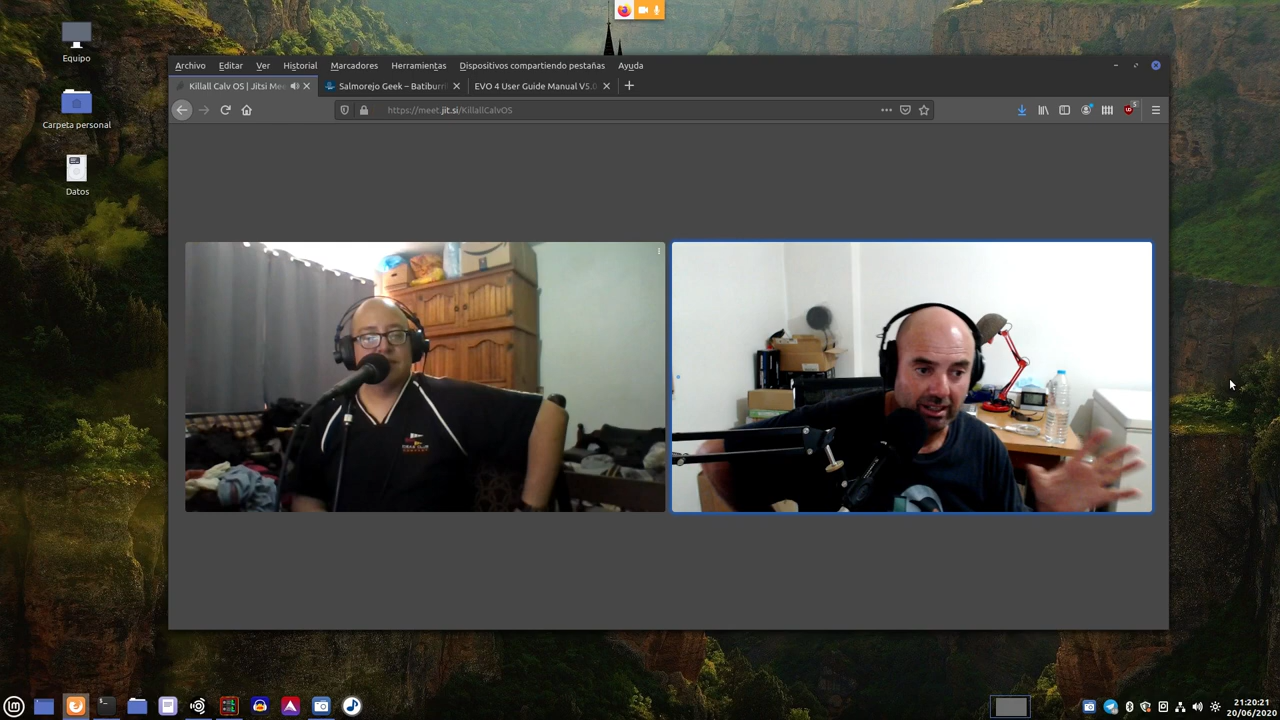 Equipo
Carpeta personal
Datos
Archivo Editar Ver Historial Marcadores Herramientas Dispositivos compartiendo pestañas Ayuda
Killall Calv OS | Jitsi Me
Salmorejo Geek – Batiburri
EVO 4 User Guide Manual V5.0
https://meet.jit.si/KillallCalvOS
5
21:20:21
20/06/2020